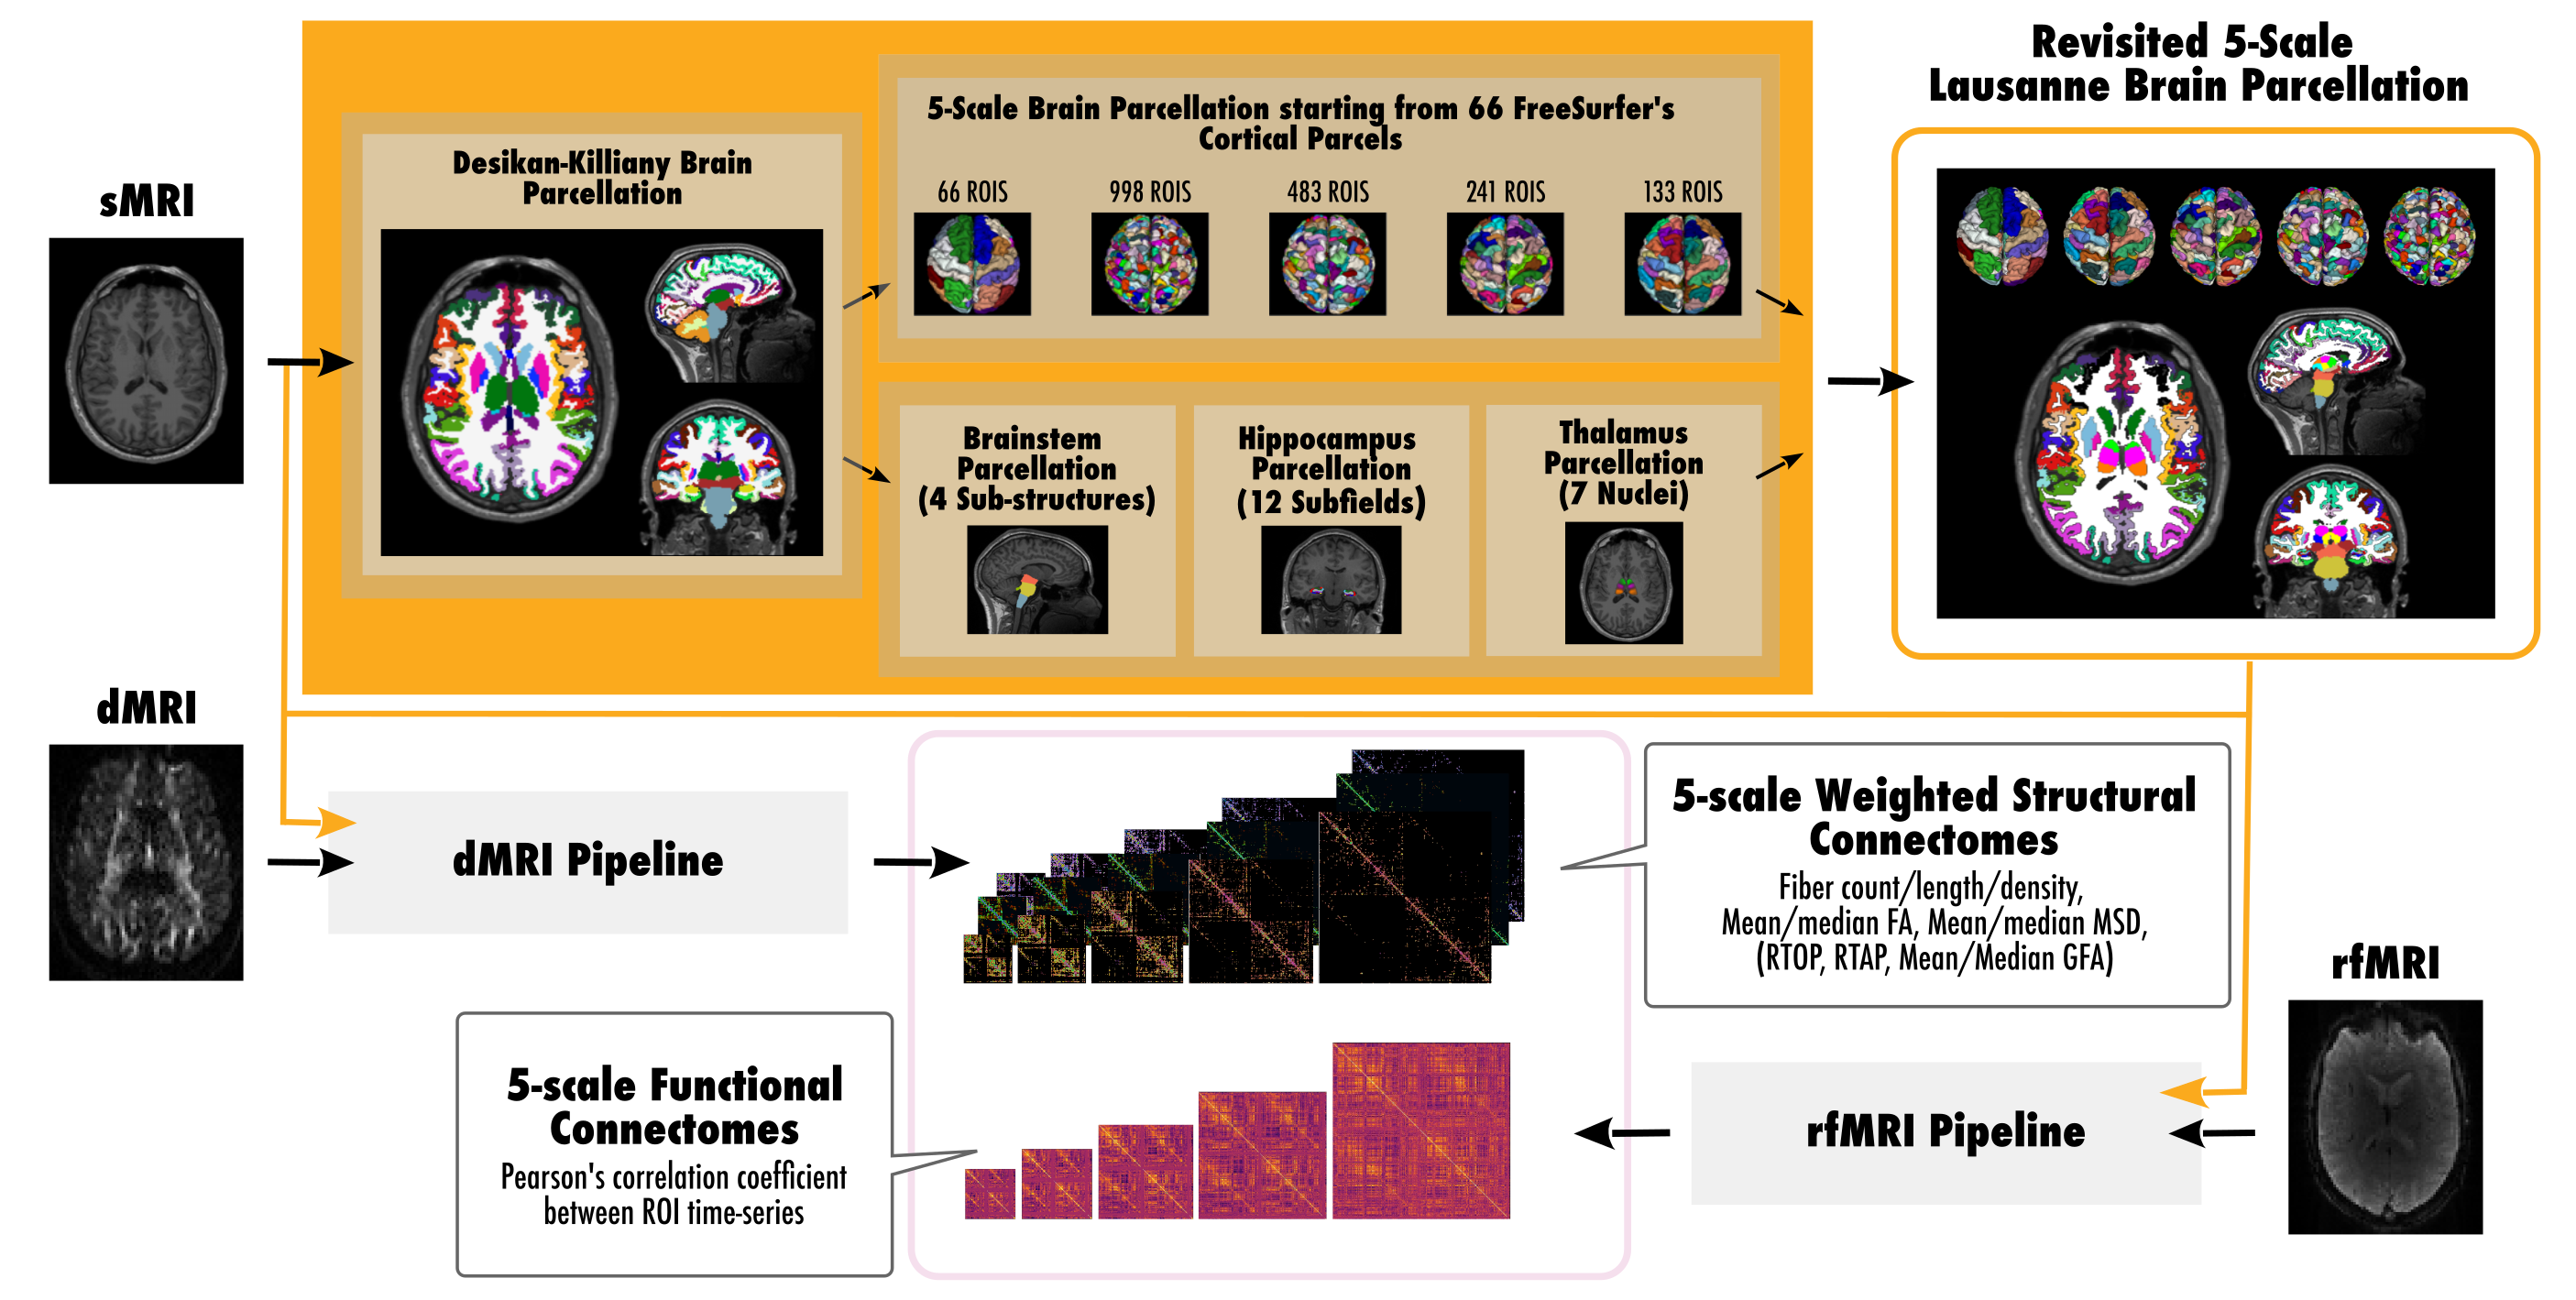 Revisited 5-Scale
Lausanne Brain Parcellation
sMRI
Desikan-Killiany Brain
Parcellation
5-Scale Brain Parcellation starting from 66 FreeSurfer's
Cortical Parcels
66 ROIS
998 ROIS
483 ROIS
241 ROIS
133 ROIS
Brainstem
Parcellation
(4 Sub-structures)
Hippocampus
Parcellation
(12 Subfields)
Thalamus
Parcellation
(7 Nuclei)
dMRI
dMRI Pipeline
5-scale Weighted Structural
Connectomes
Fiber count/length/density,
Mean/median FA, Mean/median MSD,
(RTOP, RTAP, Mean/Median GFA)
rfMRI
rfMRI Pipeline
5-scale Functional
Connectomes
Pearson's correlation coefficient
between ROI time-series